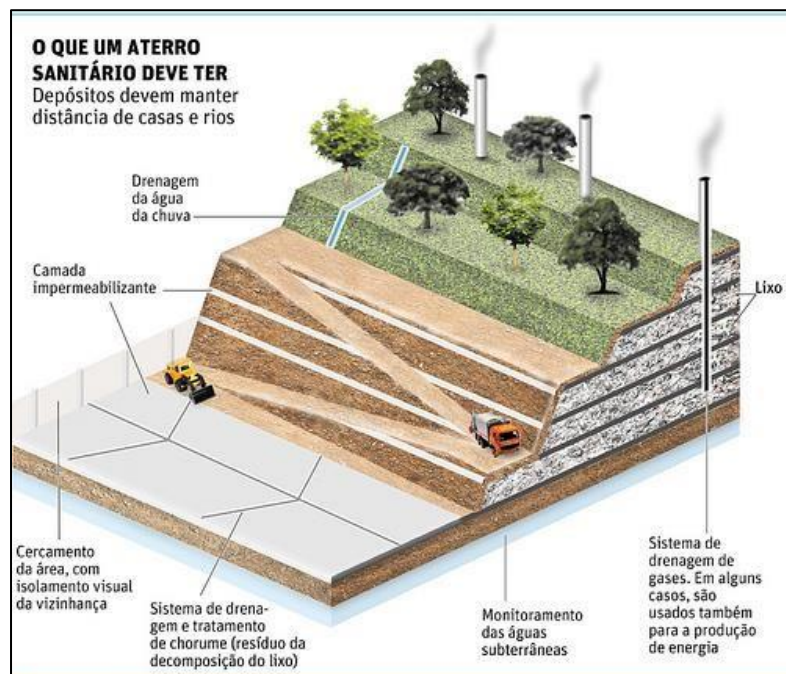 O QUE UM ATERRO
SANITÁRIO DEVE TER
Depósitos devem manter
distância de casas e rios
Drenagem
da água
da chuva
Camada
impermeabilizante
Lixo
Cercamento
da área, com
isolamento visual
da vizinhança
Sistema de drena-
gem e tratamento
de chorume (resíduo da
decomposição do lixo)
Monitoramento
das águas
subterrâneas
Sistema de
drenagem de
gases. Em alguns
casos, são
usados também
para a produção
de energia